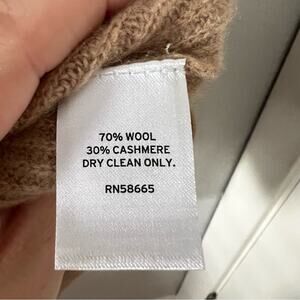 70% WOOL
30% CASHMERE
DRY CLEAN ONLY.
RN58665